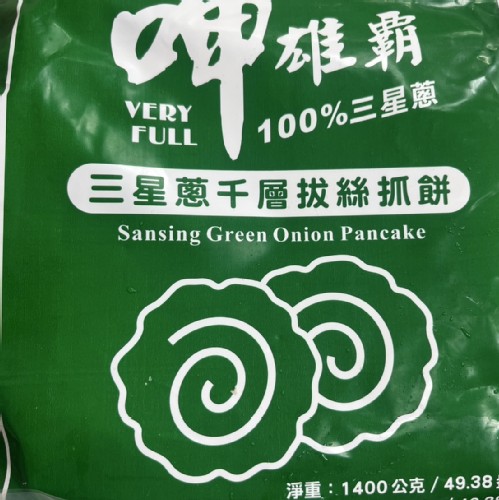 呷雄霸
VERY
FULL
100%三星蔥
三星蔥千層拔絲抓餅
Sansing Green Onion Pancake
淨重：1400公克 / 49.38